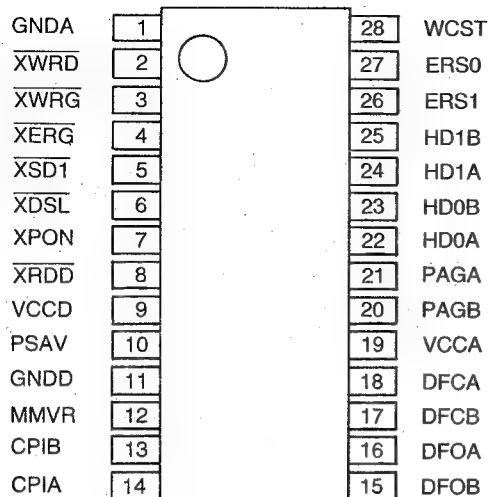 GNDA 1 28 WCST
XWRD 2 27 ERS0
XWRG 3 26 ERS1
XERG 4 25 HD1B
XSD1 5 24 HD1A
XDSL 6 23 HD0B
XPON 7 22 HD0A
XRDD 8 21 PAGA
VCCD 9 20 PAGB
PSAV 10 19 VCCA
GNDD 11 18 DFCA
MMVR 12 17 DFCB
CPIB 13 16 DFOA
CPIA 14 15 DFOB